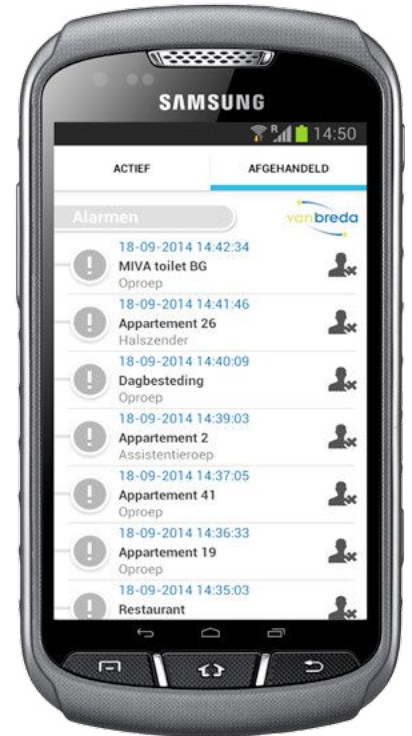 SAMSUNG
R 14:50
ACTIEF AFGEHANDELD
Alarmen vanbreda
18-09-2014 14:42:34
MIVA toilet BG
Oproep
18-09-2014 14:41:46
Appartement 26
Halszender
18-09-2014 14:40:09
Dagbesteding
Oproep
18-09-2014 14:39:03
Appartement 2
Assistentieroep
18-09-2014 14:37:05
Appartement 41
Oproep
18-09-2014 14:36:33
Appartement 19
Oproep
18-09-2014 14:35:03
Restaurant